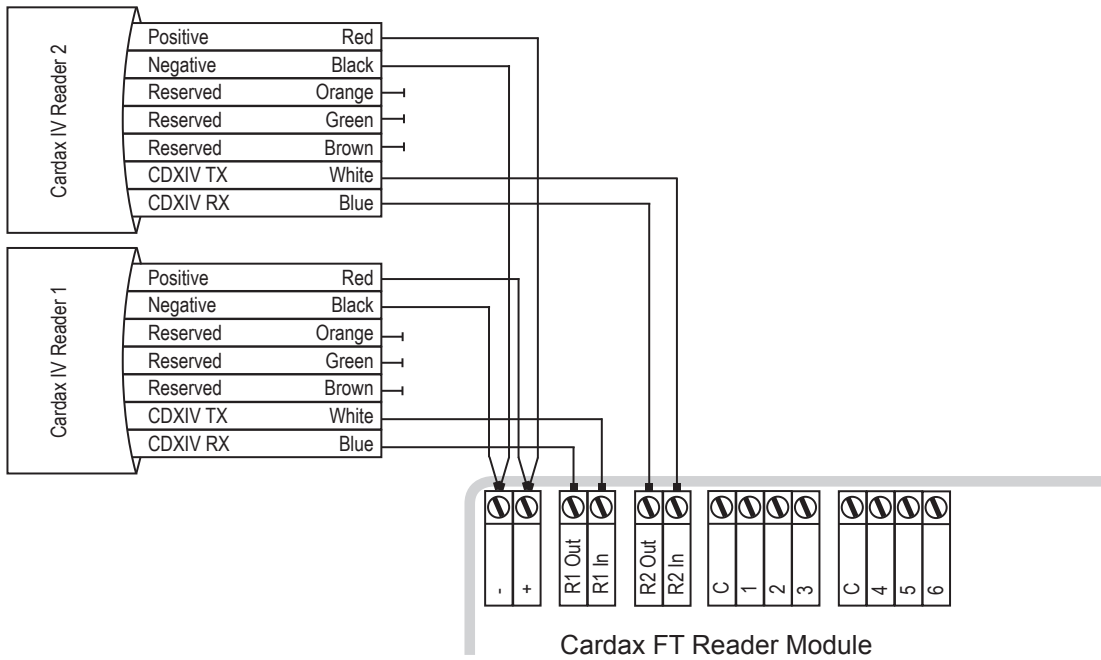 Cardax IV Reader 2
Positive Red
Negative Black
Reserved Orange
Reserved Green
Reserved Brown
CDXIV TX White
CDXIV RX Blue
Cardax IV Reader 1
Positive Red
Negative Black
Reserved Orange
Reserved Green
Reserved Brown
CDXIV TX White
CDXIV RX Blue
-
+
R1 Out
R1 In
R2 Out
R2 In
C
1
2
3
C
4
5
6
Cardax FT Reader Module